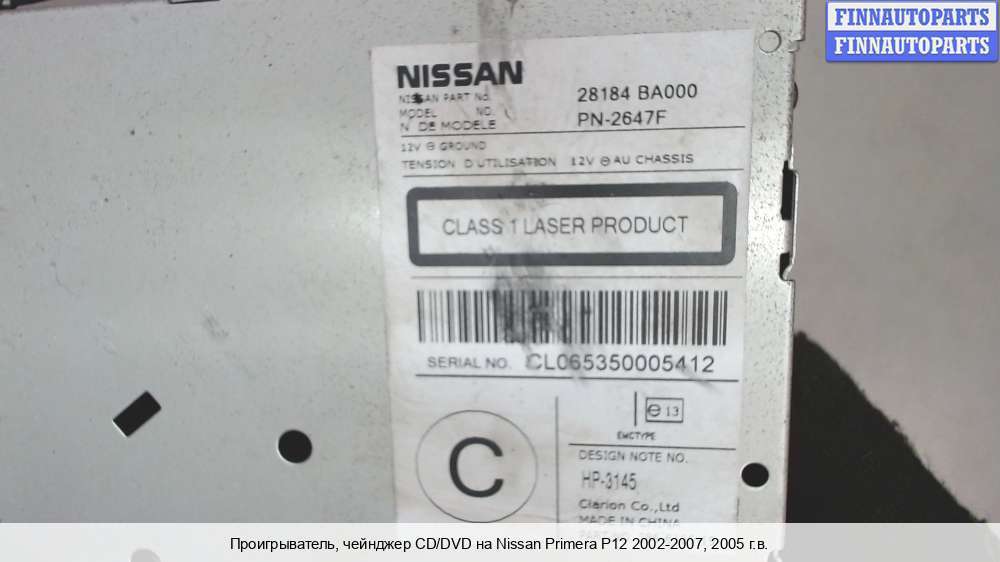 FINNAUTOPARTS
FINNAUTOPARTS
NISSAN
NISSAN PART No. 28184 BA000
MODEL NO. PN-2647F
N° DE MODELE
12V ⊖ GROUND
TENSION D'UTILISATION 12V ⊖ AU CHASSIS
CLASS 1 LASER PRODUCT
SERIAL NO. CL065350005412
e 13
EMCTYPE
C
DESIGN NOTE NO.
HP-3145
Clarion Co.,Ltd
MADE IN CHINA
Проигрыватель, чейнджер CD/DVD на Nissan Primera P12 2002-2007, 2005 г.в.